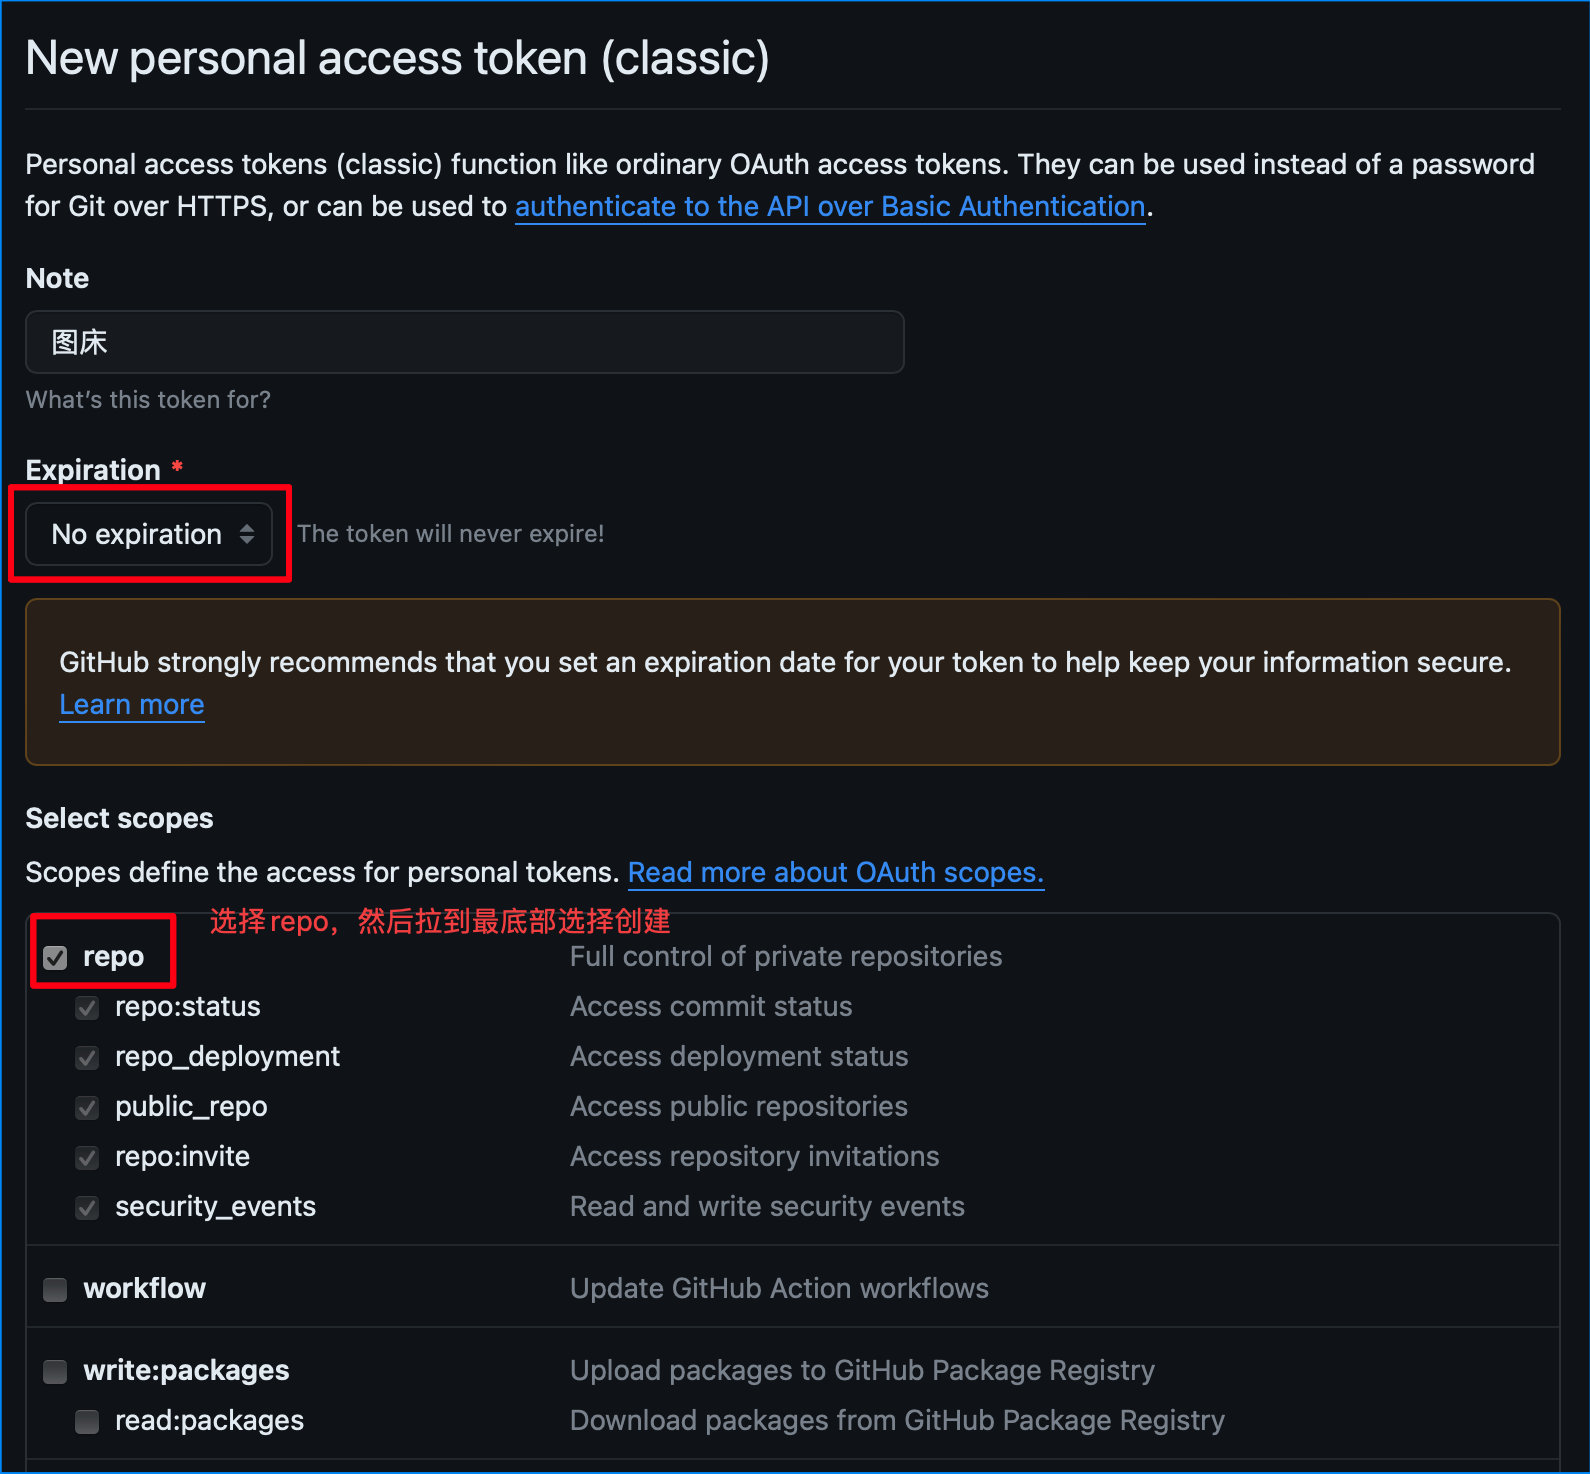 New personal access token (classic)
Personal access tokens (classic) function like ordinary OAuth access tokens. They can be used instead of a password
for Git over HTTPS, or can be used to authenticate to the API over Basic Authentication.
Note
图床
What's this token for?
Expiration *
No expiration The token will never expire!
GitHub strongly recommends that you set an expiration date for your token to help keep your information secure.
Learn more
Select scopes
Scopes define the access for personal tokens. Read more about OAuth scopes.
选择repo，然后拉到最底部选择创建
repo Full control of private repositories
repo:status Access commit status
repo_deployment Access deployment status
public_repo Access public repositories
repo:invite Access repository invitations
security_events Read and write security events
workflow Update GitHub Action workflows
write:packages Upload packages to GitHub Package Registry
read:packages Download packages from GitHub Package Registry